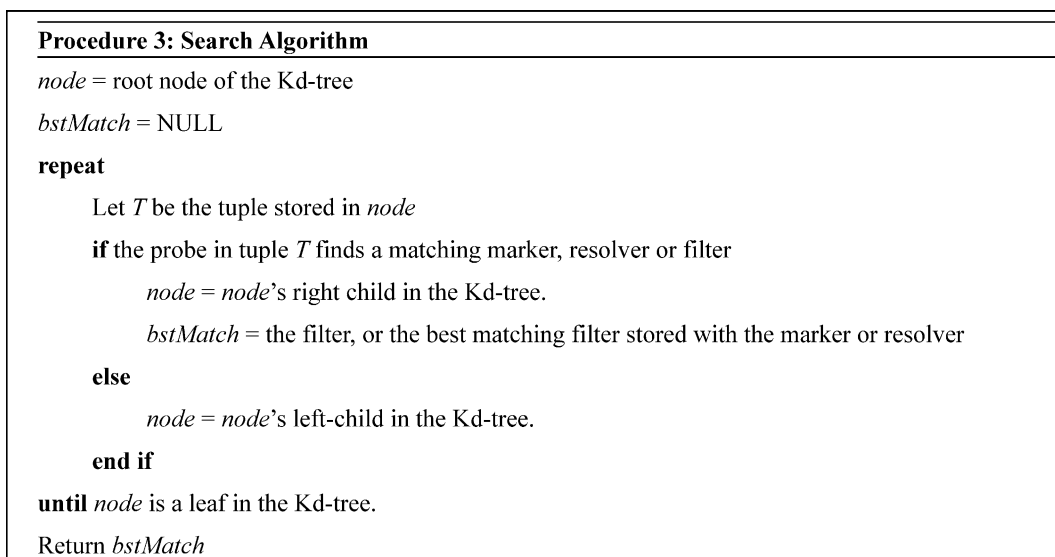 Procedure 3: Search Algorithm
node = root node of the Kd-tree
bstMatch = NULL
repeat
Let T be the tuple stored in node
if the probe in tuple T finds a matching marker, resolver or filter
node = node's right child in the Kd-tree.
bstMatch = the filter, or the best matching filter stored with the marker or resolver
else
node = node's left-child in the Kd-tree.
end if
until node is a leaf in the Kd-tree.
Return bstMatch